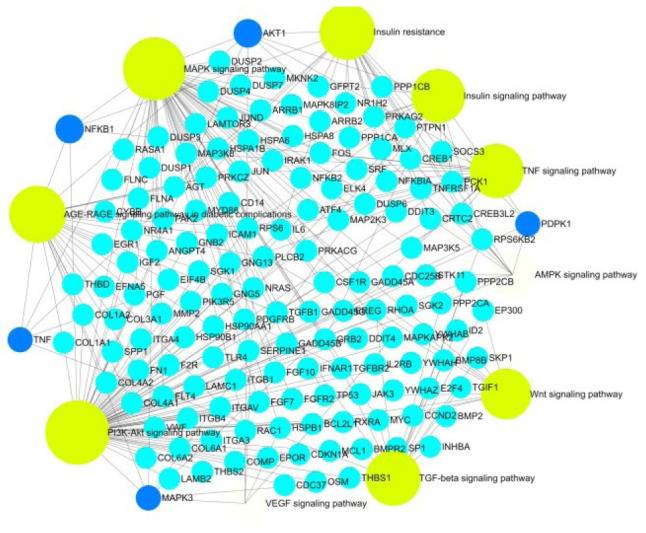 AKT1
Insulin resistance
DUSP2
MAPK signaling pathway
MKNK2
DUSP7
GFPT2
PPP1CB
DUSP4
Insulin signaling pathway
MAPK8IP2
NR1H2
ARRB1
JUND
PRKAG2
LAMTOR3
ARRB2
PTPN1
NFKB1
DUSP3
HSPA6
HSPA8
PPP1CA
RASA1
HSPA1B
MLX
SOCS3
MAP3K8
FOS
CREB1
IRAK1
DUSP1
SRF
TNF signaling pathway
JUN
PRKCZ
FLNC
NFKB2
NFKBIA
PCK1
AGT
ELK4
TNFRSF1A
FLNA
CD14
DUSP6
MYD88
ATF4
DDIT3
CREB3L2
AGE-RAGE signaling pathway in diabetic complications
MAP2K3
CRTC2
PDPK1
NR4A1
RPS6
IL6
ICAM1
RPS6KB2
EGR1
GNB2
MAP3K5
ANGPT4
PLCB2
PRKACG
IGF2
GNG13
SGK1
AMPK signaling pathway
EIF4B
CDC25B
STK11
THBD
EFNA5
CSF1R
GADD45A
PPP2CB
NRAS
PGF
GNG5
PIK3R5
SGK2
PPP2CA
COL1A2
MMP2
TGFB1
RHOA
EP300
COL3A1
PDGFRB
HSP90AA1
TNF
ITGA4
HSP90B1
GRB2
DDIT4
ID2
COL1A1
GADD45B
SPP1
SERPINE1
TLR4
BMP8B
SKP1
F2R
IL2RB
YWHAH
FN1
IFNAR1
TGFBR2
FGF10
COL4A2
ITGB1
LAMC1
E2F4
TGIF1
FLT4
TP53
JAK3
YWHAZ
Wnt signaling pathway
COL4A1
FGF7
FGFR2
ITGAV
ITGB4
CCND2
BMP2
VWF
HSPB1
BCL2L1
RXRA
MYC
PI3K-Akt signaling pathway
RAC1
ITGA3
COL6A1
INHBA
COL6A2
COMP
EPOR
CDKN1A
MCL1
BMPR2
SP1
THBS2
LAMB2
THBS1
TGF-beta signaling pathway
CDC37
OSM
MAPK3
VEGF signaling pathway